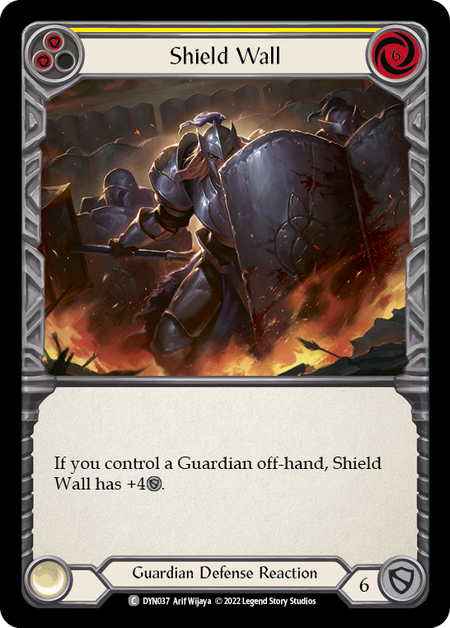 Shield Wall
6
If you control a Guardian off-hand, Shield
Wall has +4.
Guardian Defense Reaction
6
C DYN037 Arif Wijaya © 2022 Legend Story Studios